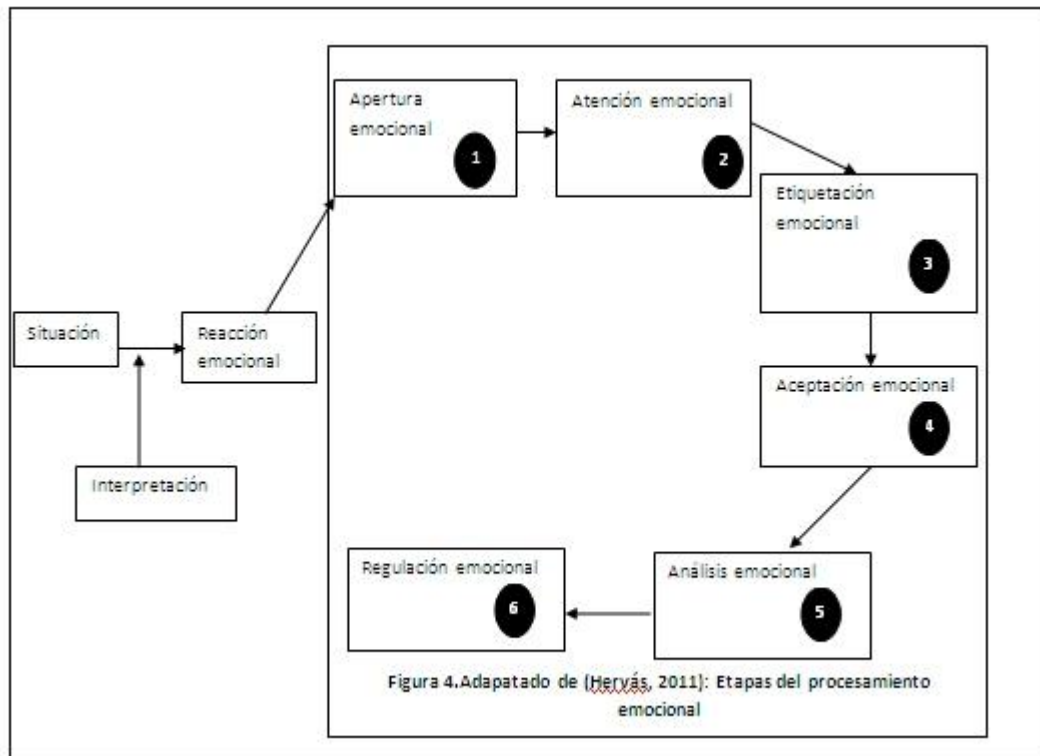 Situación
Interpretación
Reacción
emocional
Apertura
emocional
1
Atención emocional
2
Etiquetación
emocional
3
Aceptación emocional
4
Análisis emocional
5
Regulación emocional
6
Figura 4.Adapatado de (Hervás, 2011): Etapas del procesamiento
emocional